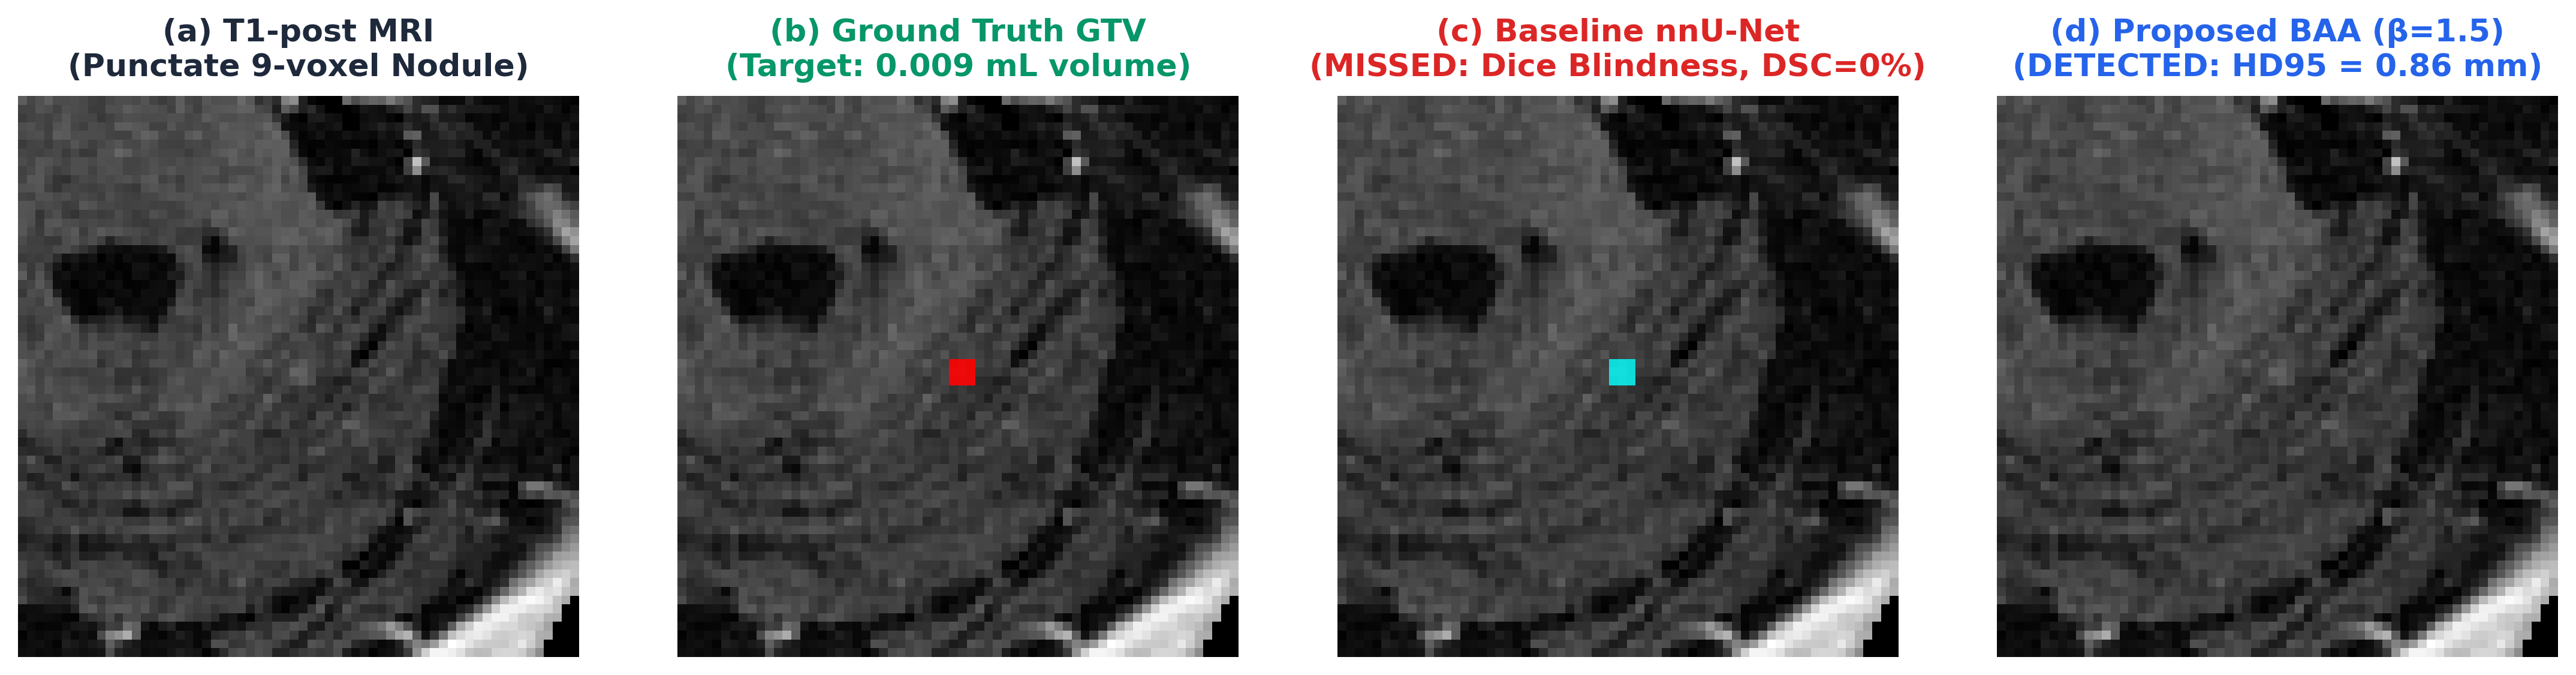 (a) T1-post MRI
(Punctate 9-voxel Nodule)
(b) Ground Truth GTV
(Target: 0.009 mL volume)
(c) Baseline nnU-Net
(MISSED: Dice Blindness, DSC=0%)
(d) Proposed BAA (β=1.5)
(DETECTED: HD95 = 0.86 mm)